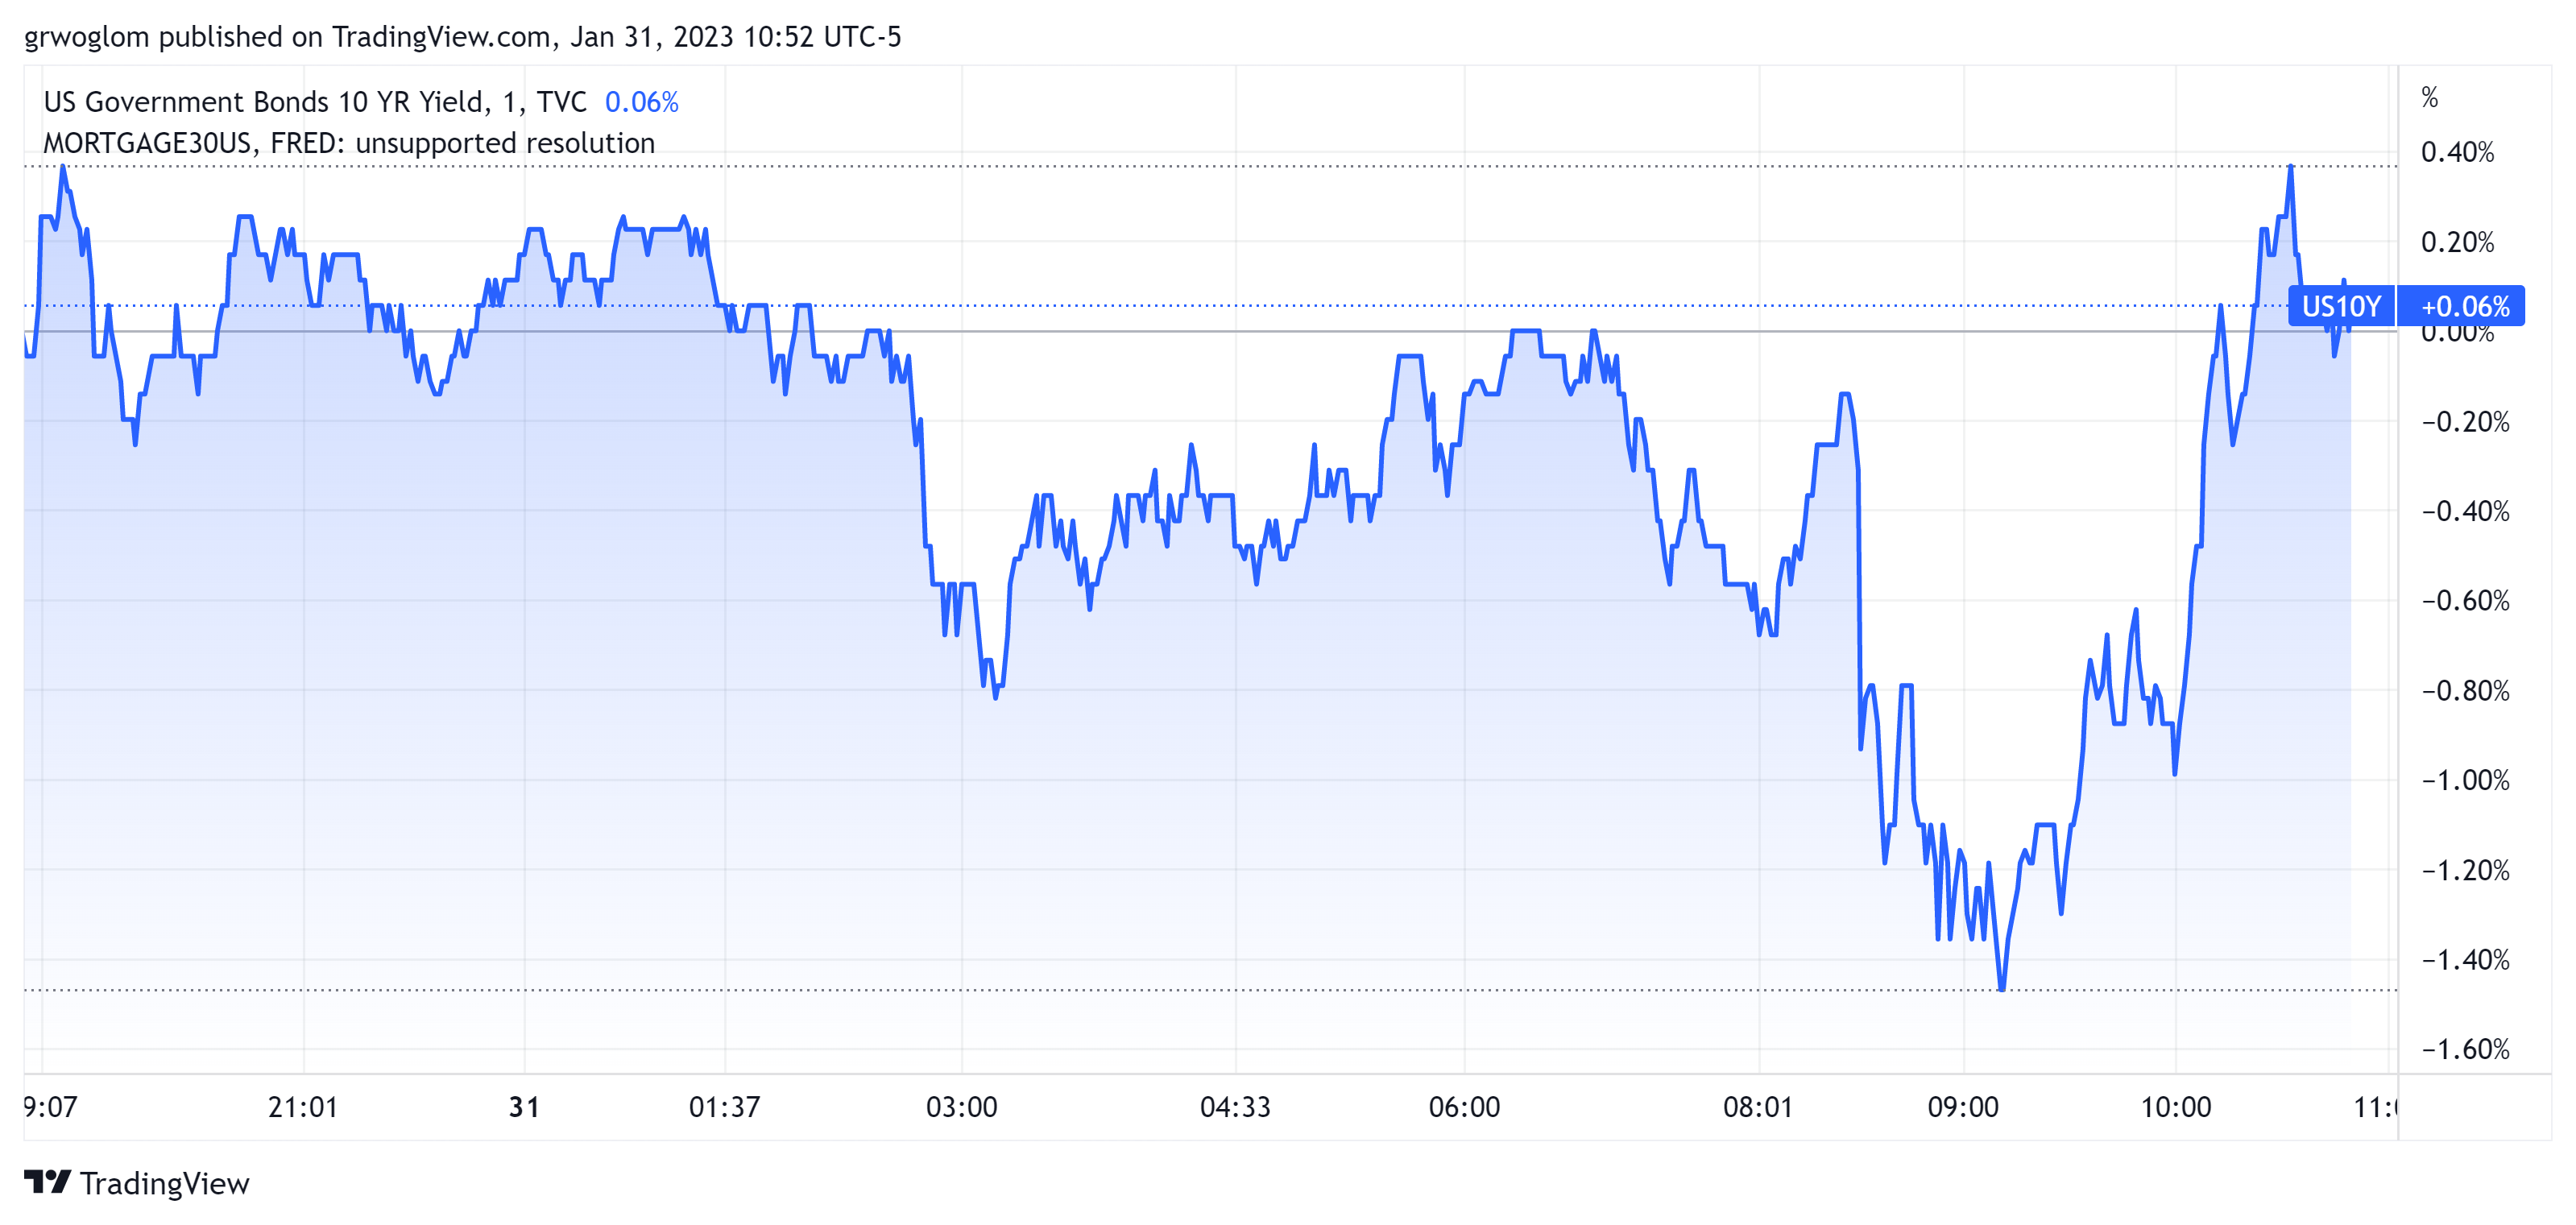 grwoglom published on TradingView.com, Jan 31, 2023 10:52 UTC-5
US Government Bonds 10 YR Yield, 1, TVC 0.06%
MORTGAGE30US, FRED: unsupported resolution
%
0.40%
0.20%
US10Y +0.06%
0.00%
−0.20%
−0.40%
−0.60%
−0.80%
−1.00%
−1.20%
−1.40%
−1.60%
9:07 21:01 31 01:37 03:00 04:33 06:00 08:01 09:00 10:00
TradingView